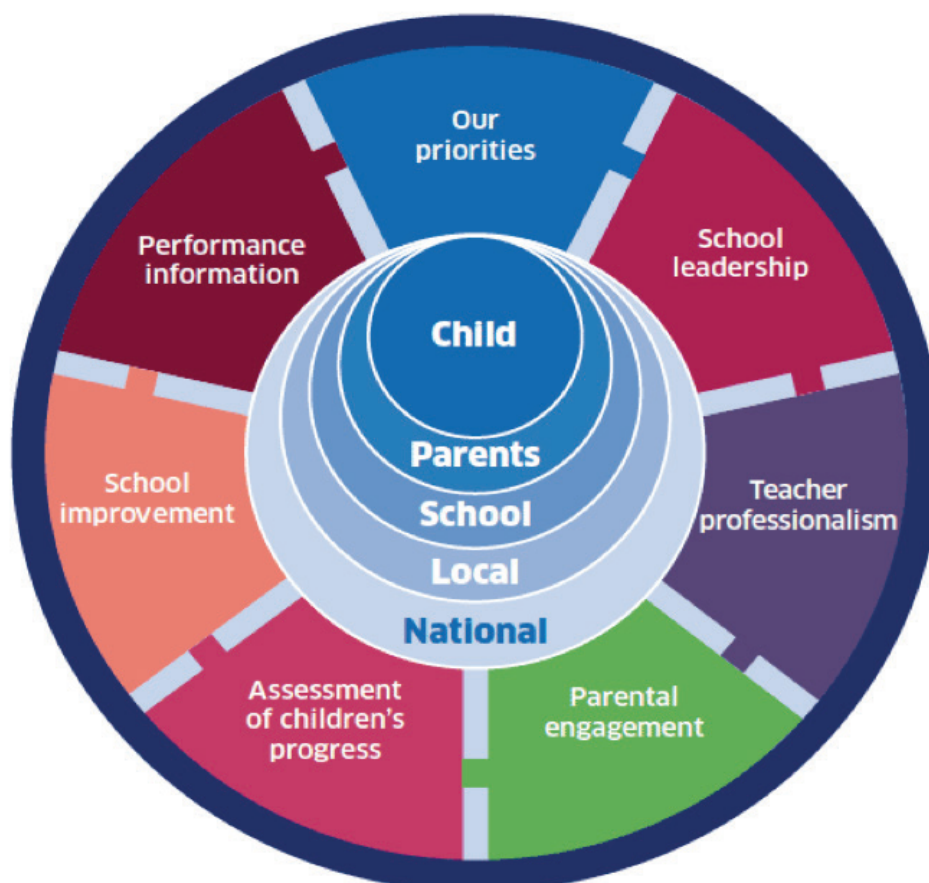 Our
priorities
School
leadership
Teacher
professionalism
Parental
engagement
Assessment
of children's
progress
School
improvement
Performance
information
Child
Parents
School
Local
National